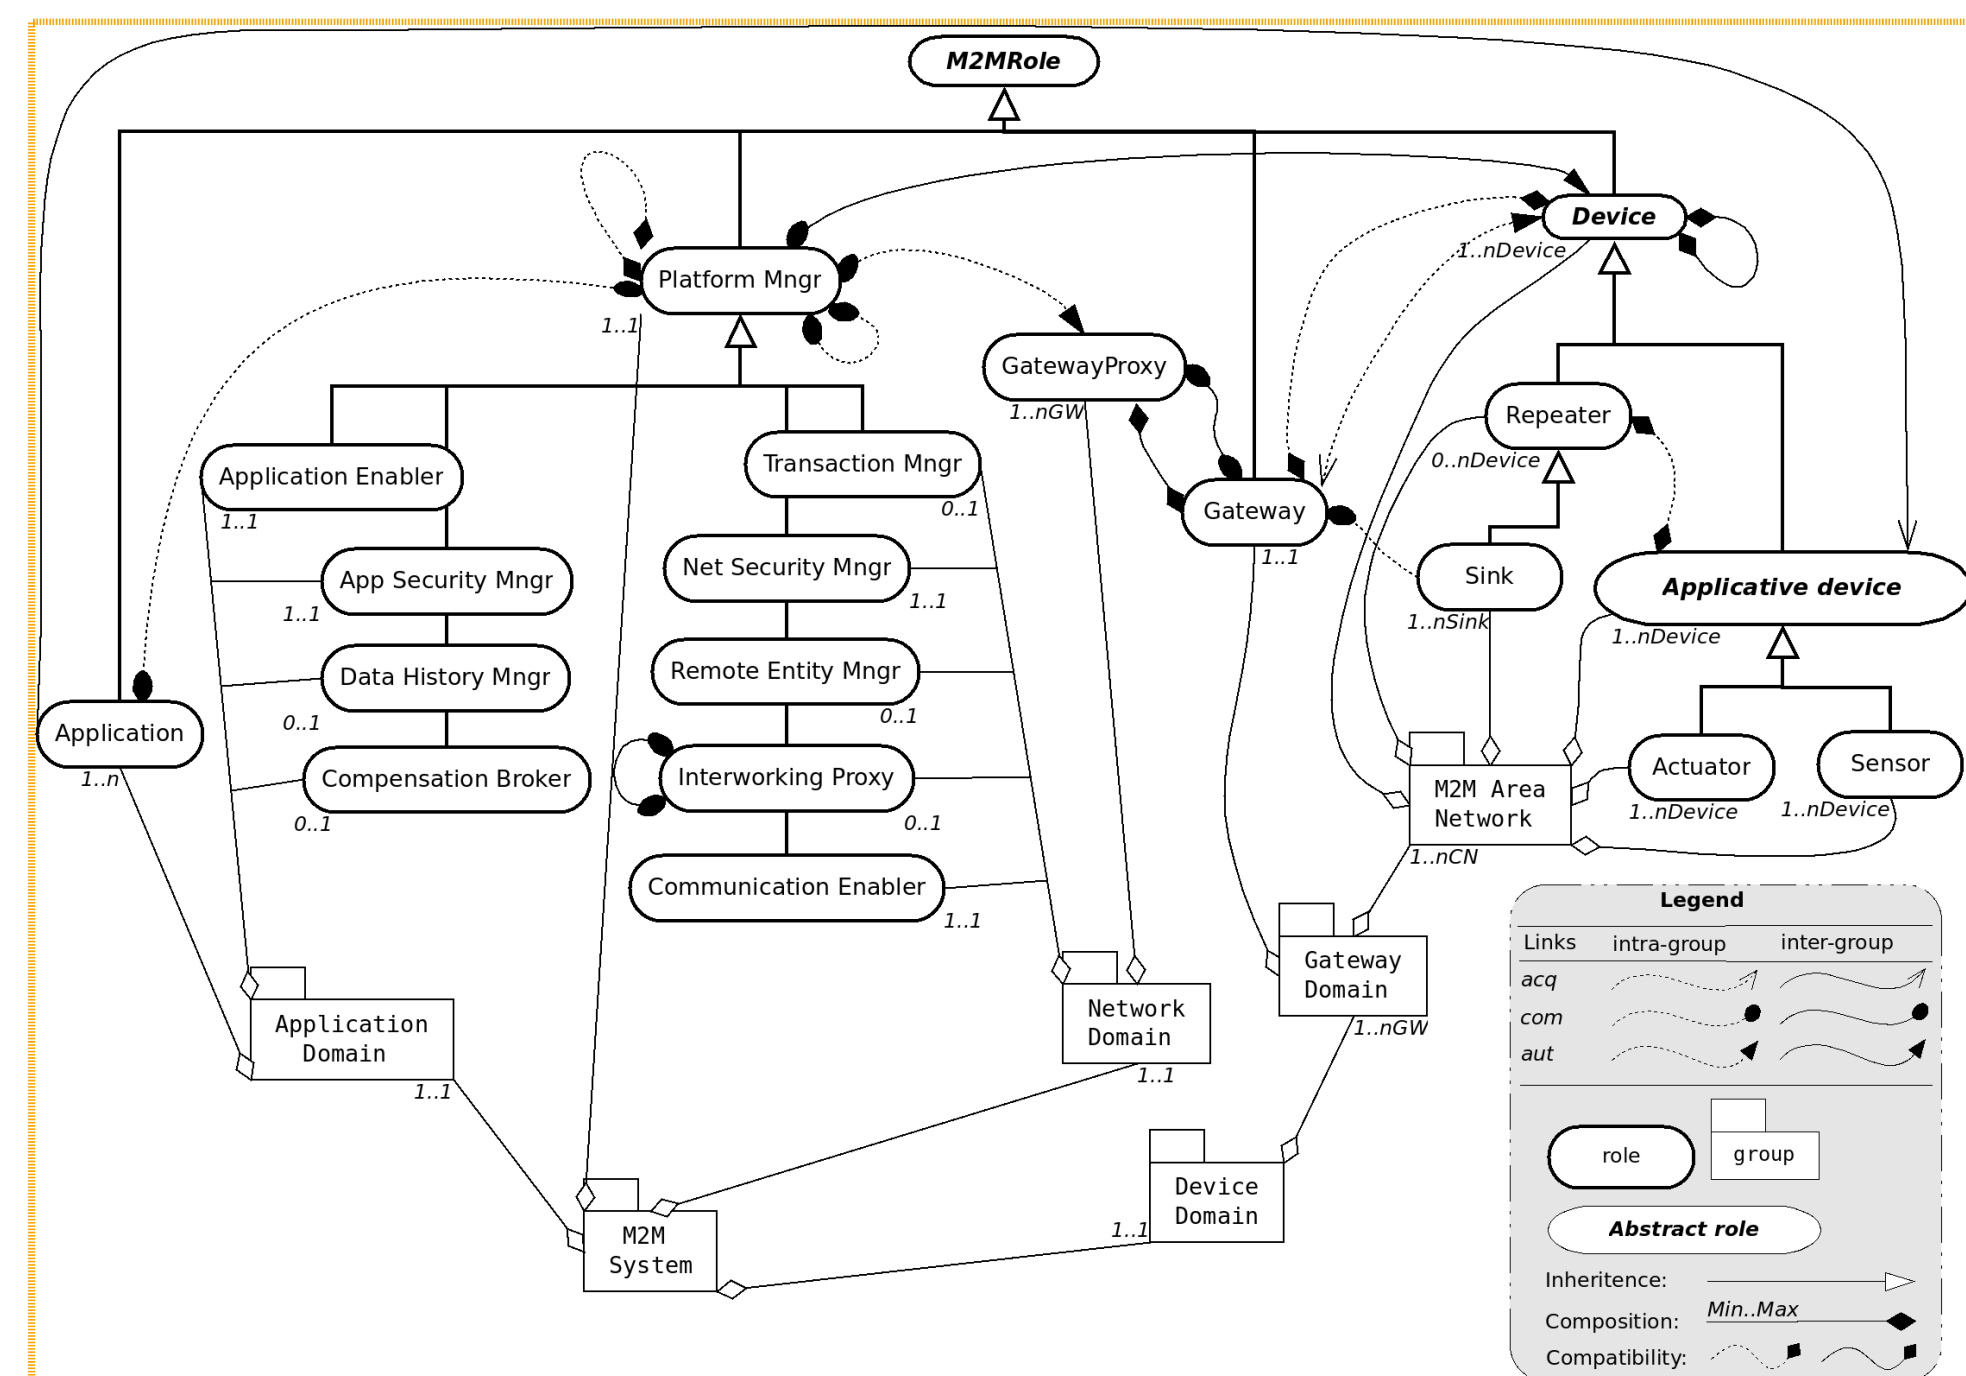 M2MRole
Device
1..nDevice
Platform Mngr
1..1
GatewayProxy
1..nGW
Repeater
0..nDevice
Application Enabler
1..1
Transaction Mngr
0..1
Gateway
1..1
App Security Mngr
1..1
Net Security Mngr
1..1
Sink
1..nSink
Applicative device
1..nDevice
Data History Mngr
0..1
Remote Entity Mngr
0..1
Application
1..n
Compensation Broker
0..1
Interworking Proxy
0..1
Actuator
1..nDevice
Sensor
1..nDevice
M2M Area
Network
1..nCN
Communication Enabler
1..1
Gateway
Domain
1..nGW
Application
Domain
1..1
Network
Domain
1..1
Device
Domain
1..1
M2M
System
Legend
Links intra-group inter-group
acq
com
aut
role
group
Abstract role
Inheritence:
Composition: Min..Max
Compatibility: